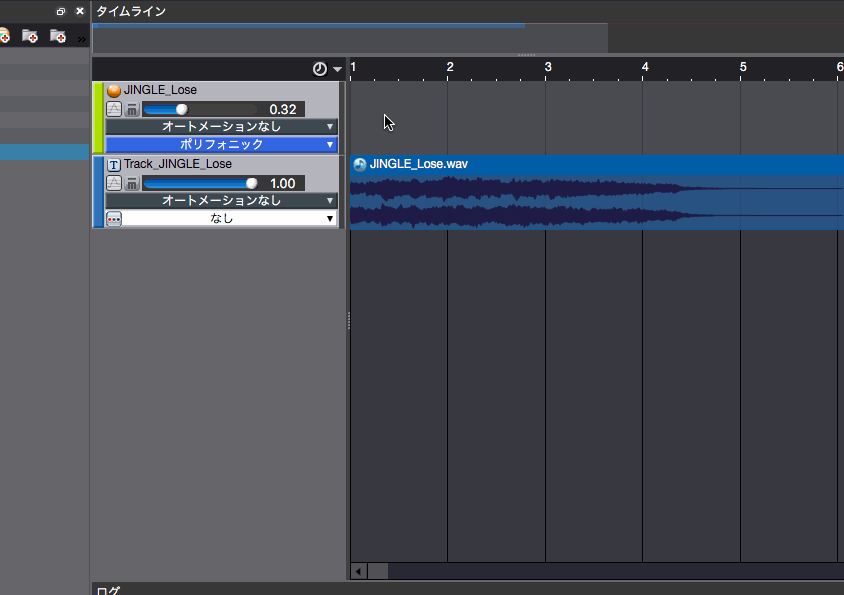 タイムライン
1 2 3 4 5 6
JINGLE_Lose
0.32
オートメーションなし
ポリフォニック
T Track_JINGLE_Lose
1.00
オートメーションなし
なし
JINGLE_Lose.wav
ログ